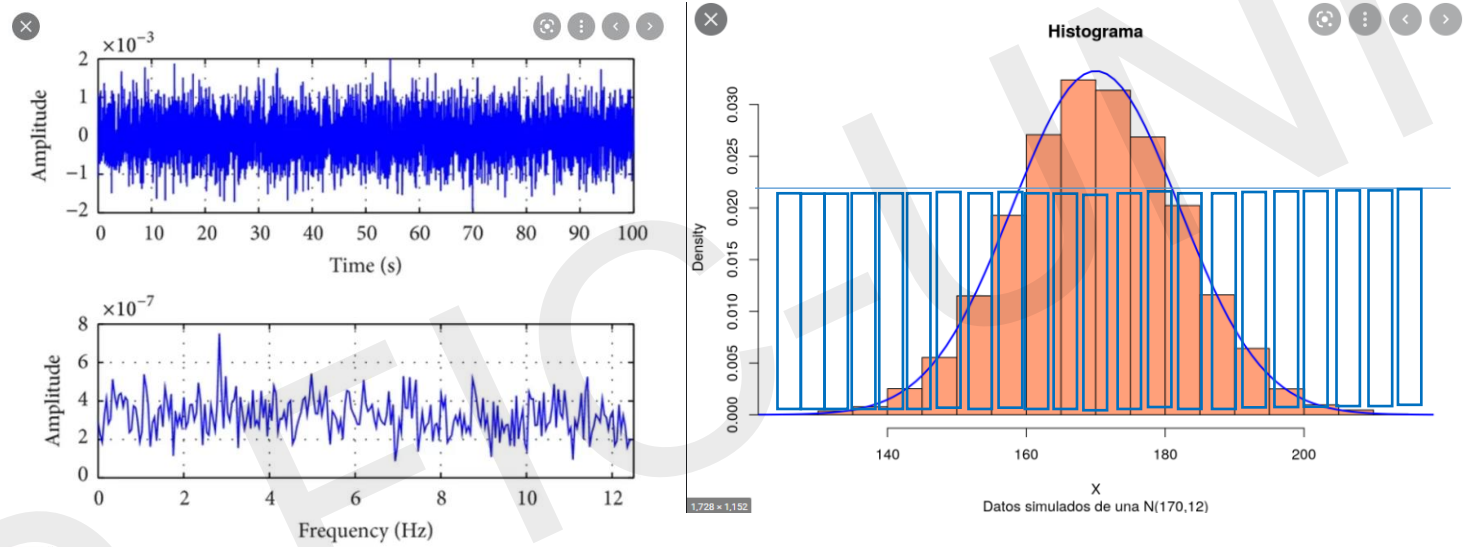 ×10⁻³
2
1
0
−1
−2
Amplitude
0 10 20 30 40 50 60 70 80 90 100
Time (s)
×10⁻⁷
8
6
4
2
0
Amplitude
0 2 4 6 8 10 12
Frequency (Hz)
Histograma
0.030
0.025
0.020
0.015
0.010
0.005
0.000
Density
140 160 180 200
X
Datos simulados de una N(170,12)
1,728 × 1,152
FIC-UNI